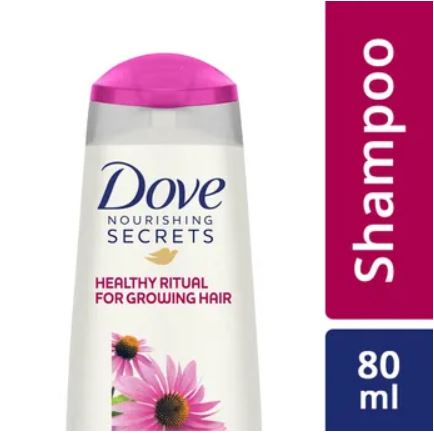 Dove
NOURISHING
SECRETS
HEALTHY RITUAL
FOR GROWING HAIR
Shampoo
80
ml